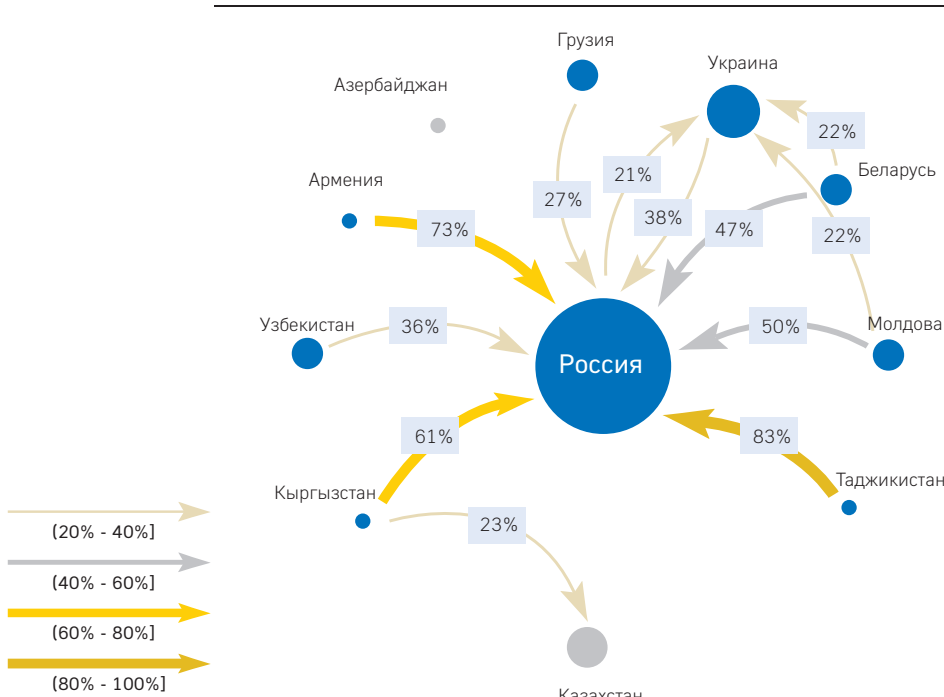 Грузия
Украина
Азербайджан
22%
Беларусь
Армения
21%
27%
38%
47%
22%
73%
Узбекистан
36%
50%
Молдова
Россия
61%
83%
Таджикистан
Кыргызстан
23%
(20% - 40%]
(40% - 60%]
(60% - 80%]
(80% - 100%]
Казахстан